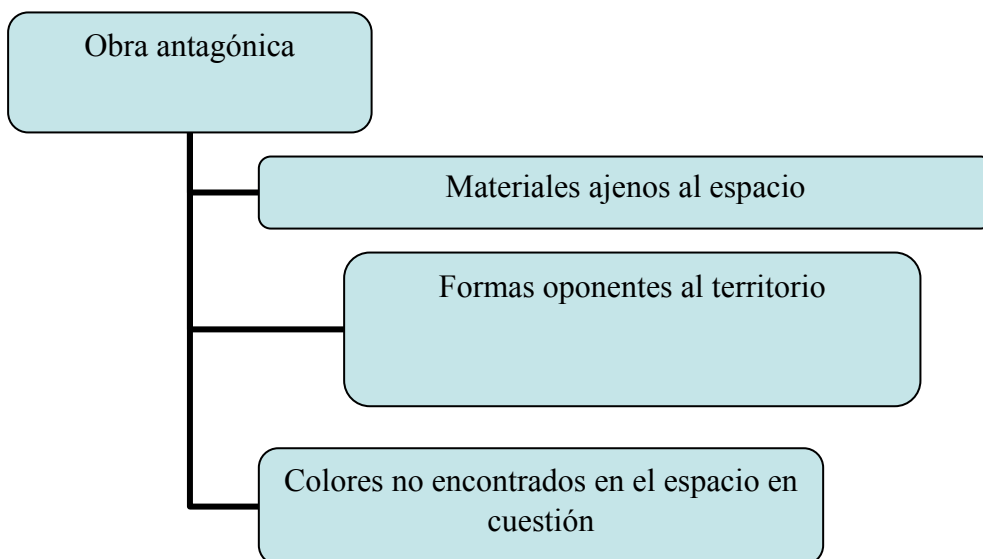 Obra antagónica
Materiales ajenos al espacio
Formas oponentes al territorio
Colores no encontrados en el espacio en
cuestión